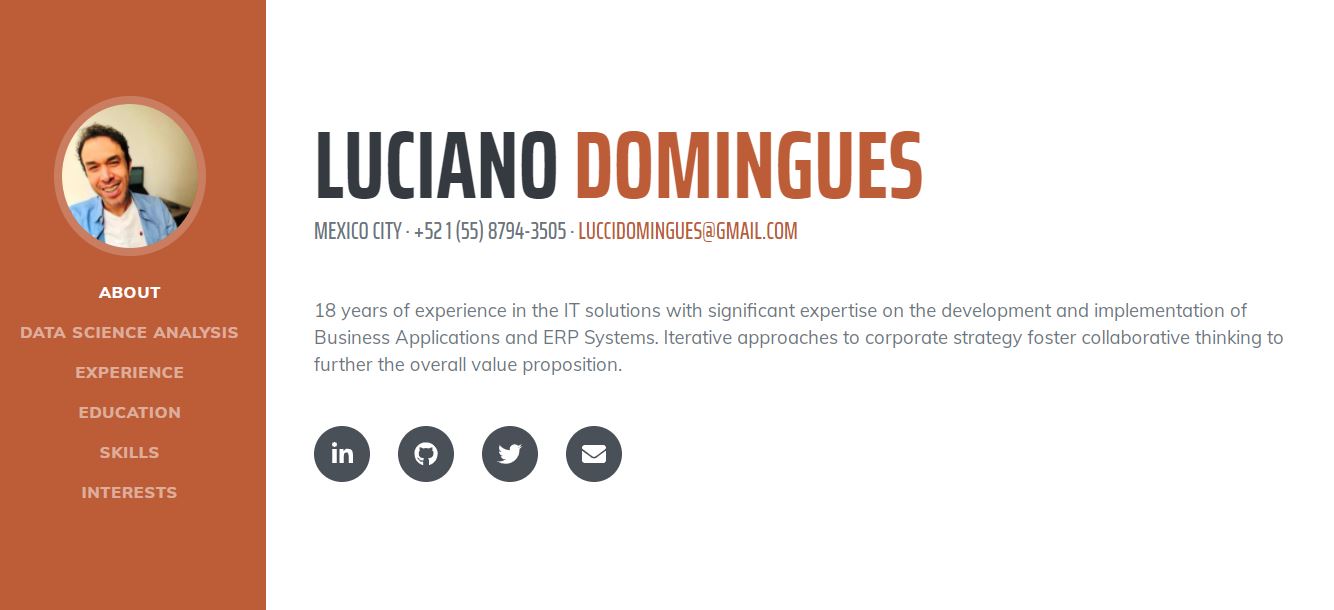 ABOUT
DATA SCIENCE ANALYSIS
EXPERIENCE
EDUCATION
SKILLS
INTERESTS
LUCIANO DOMINGUES
MEXICO CITY · +52 1 (55) 8794-3505 · LUCCIDOMINGUES@GMAIL.COM
18 years of experience in the IT solutions with significant expertise on the development and implementation of
Business Applications and ERP Systems. Iterative approaches to corporate strategy foster collaborative thinking to
further the overall value proposition.
in